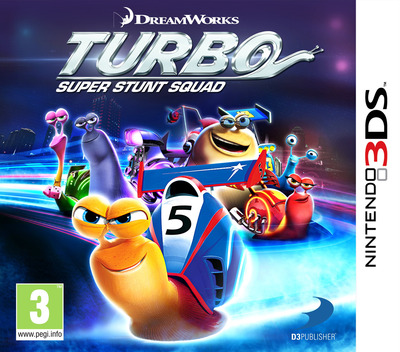 DREAMWORKS
TURBO
SUPER STUNT SQUAD
5
3
www.pegi.info
D3PUBLISHER
NINTENDO 3DS